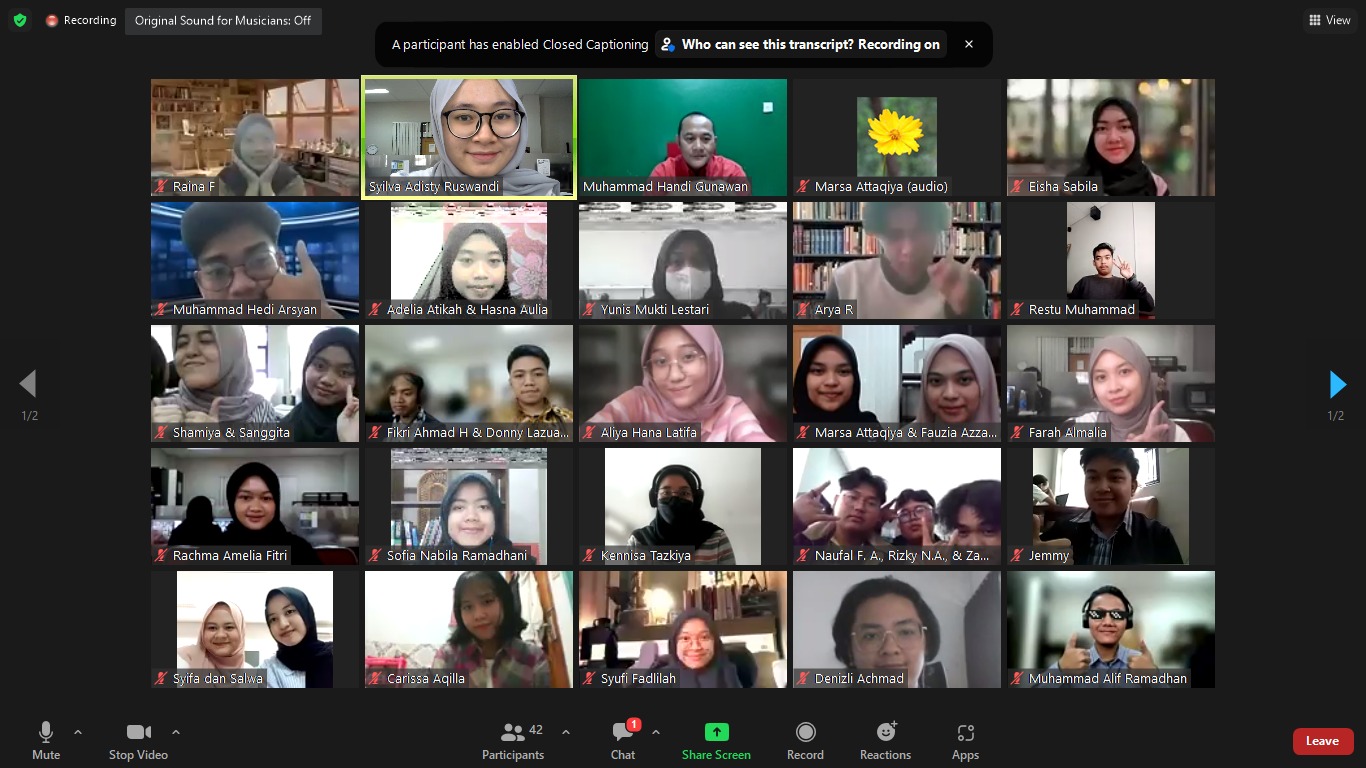 Recording
Original Sound for Musicians: Off
A participant has enabled Closed Captioning
Who can see this transcript? Recording on
View
Raina F
Syilva Adisty Ruswandi
Muhammad Handi Gunawan
Marsa Attaqiya (audio)
Eisha Sabila
Muhammad Hedi Arsyan
Adelia Atikah & Hasna Aulia
Yunis Mukti Lestari
Arya R
Restu Muhammad
1/2
1/2
Shamiya & Sanggita
Fikri Ahmad H & Donny Lazua...
Aliya Hana Latifa
Marsa Attaqiya & Fauzia Azza...
Farah Almalia
Rachma Amelia Fitri
Sofia Nabila Ramadhani
Kennisa Tazkiya
Naufal F. A., Rizky N.A., & Za...
Jemmy
Syifa dan Salwa
Carissa Aqilla
Syufi Fadlilah
Denizli Achmad
Muhammad Alif Ramadhan
Mute
Stop Video
Participants
42
Chat
1
Share Screen
Record
Reactions
Apps
Leave